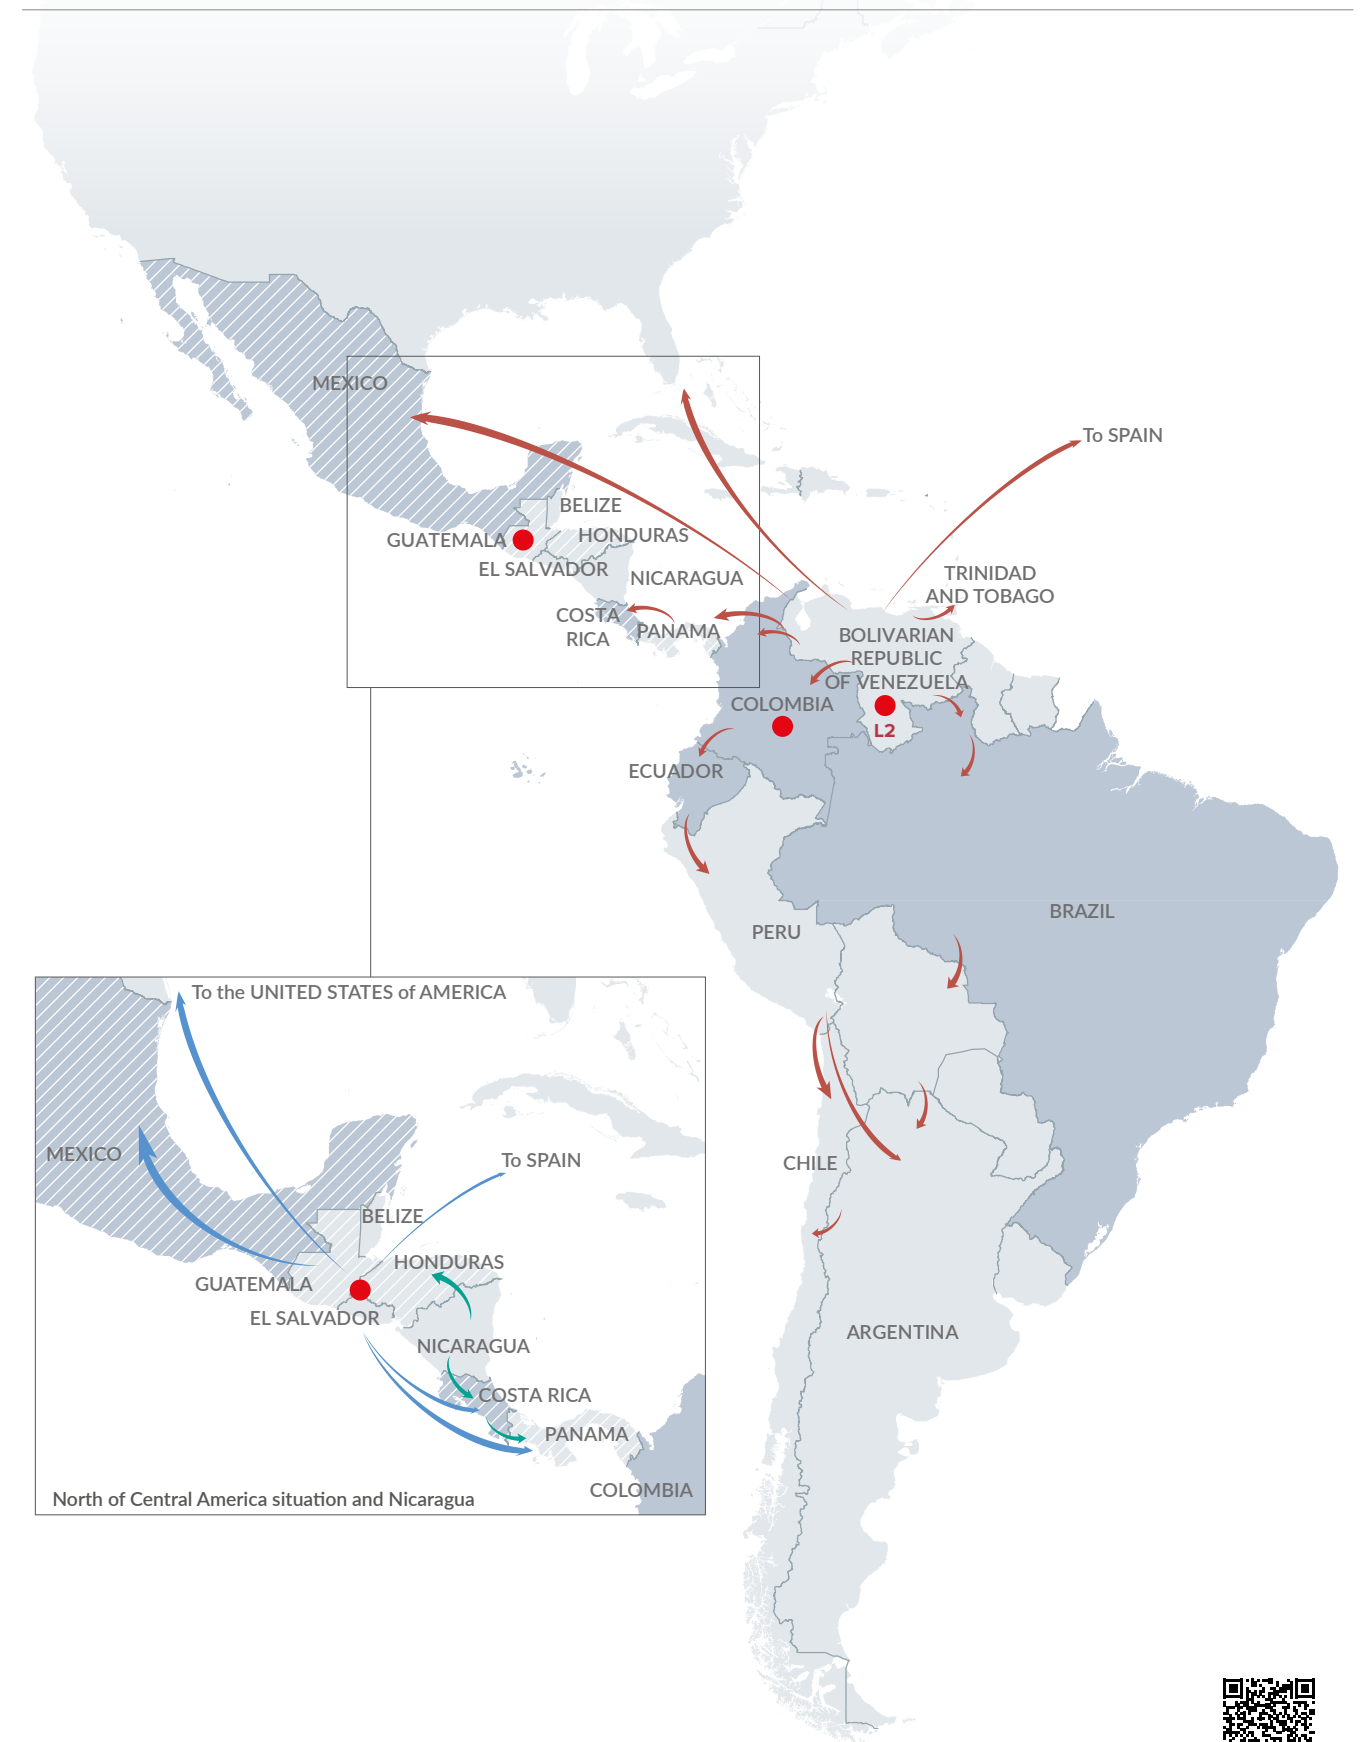 MEXICO
To SPAIN
BELIZE
HONDURAS
GUATEMALA
EL SALVADOR
NICARAGUA
TRINIDAD
AND TOBAGO
COSTA
RICA
PANAMA
BOLIVARIAN
REPUBLIC
OF VENEZUELA
COLOMBIA
L2
ECUADOR
BRAZIL
PERU
CHILE
ARGENTINA
To the UNITED STATES of AMERICA
MEXICO
To SPAIN
BELIZE
HONDURAS
GUATEMALA
EL SALVADOR
NICARAGUA
COSTA RICA
PANAMA
COLOMBIA
North of Central America situation and Nicaragua